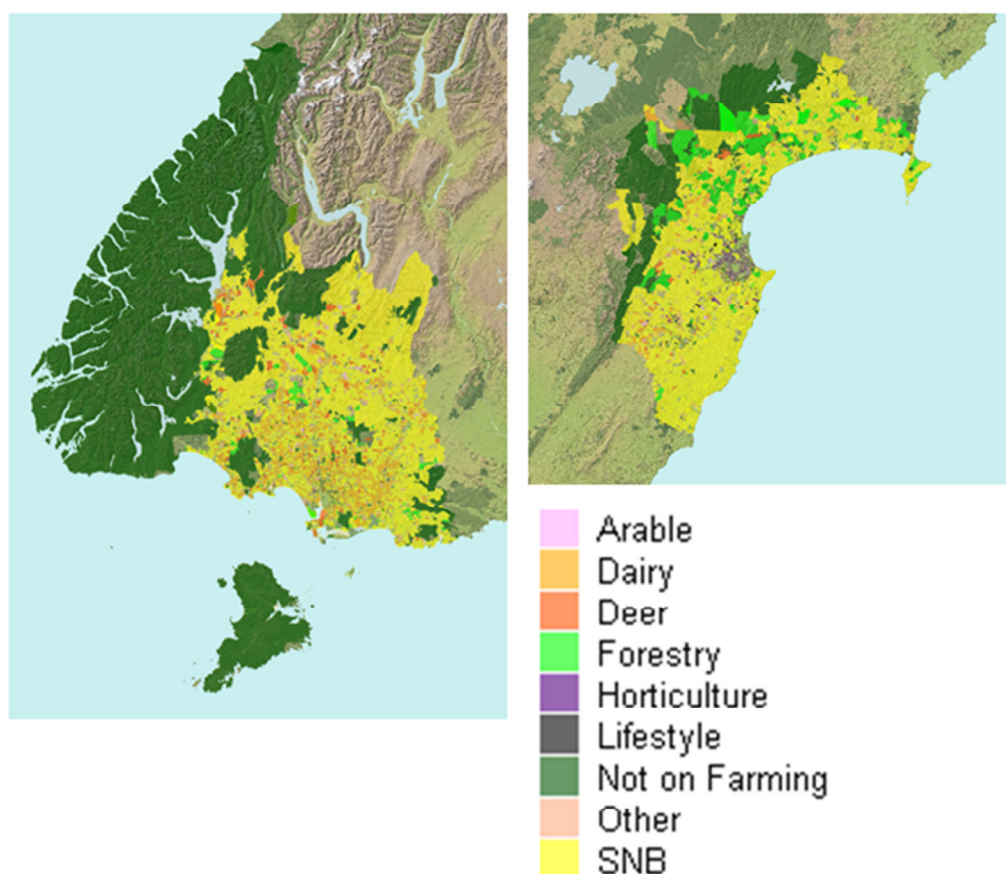 Arable
Dairy
Deer
Forestry
Horticulture
Lifestyle
Not on Farming
Other
SNB